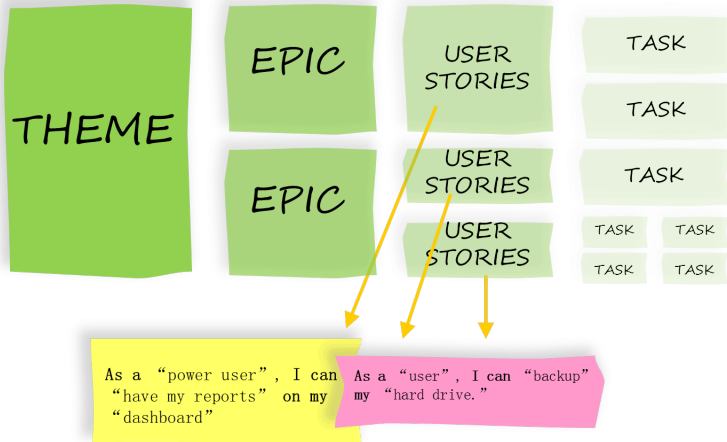 THEME
EPIC
EPIC
USER
STORIES
USER
STORIES
USER
STORIES
TASK
TASK
TASK
TASK
TASK
TASK
TASK
As a “power user”, I can
“have my reports” on my
“dashboard”
As a “user”, I can “backup”
my “hard drive.”